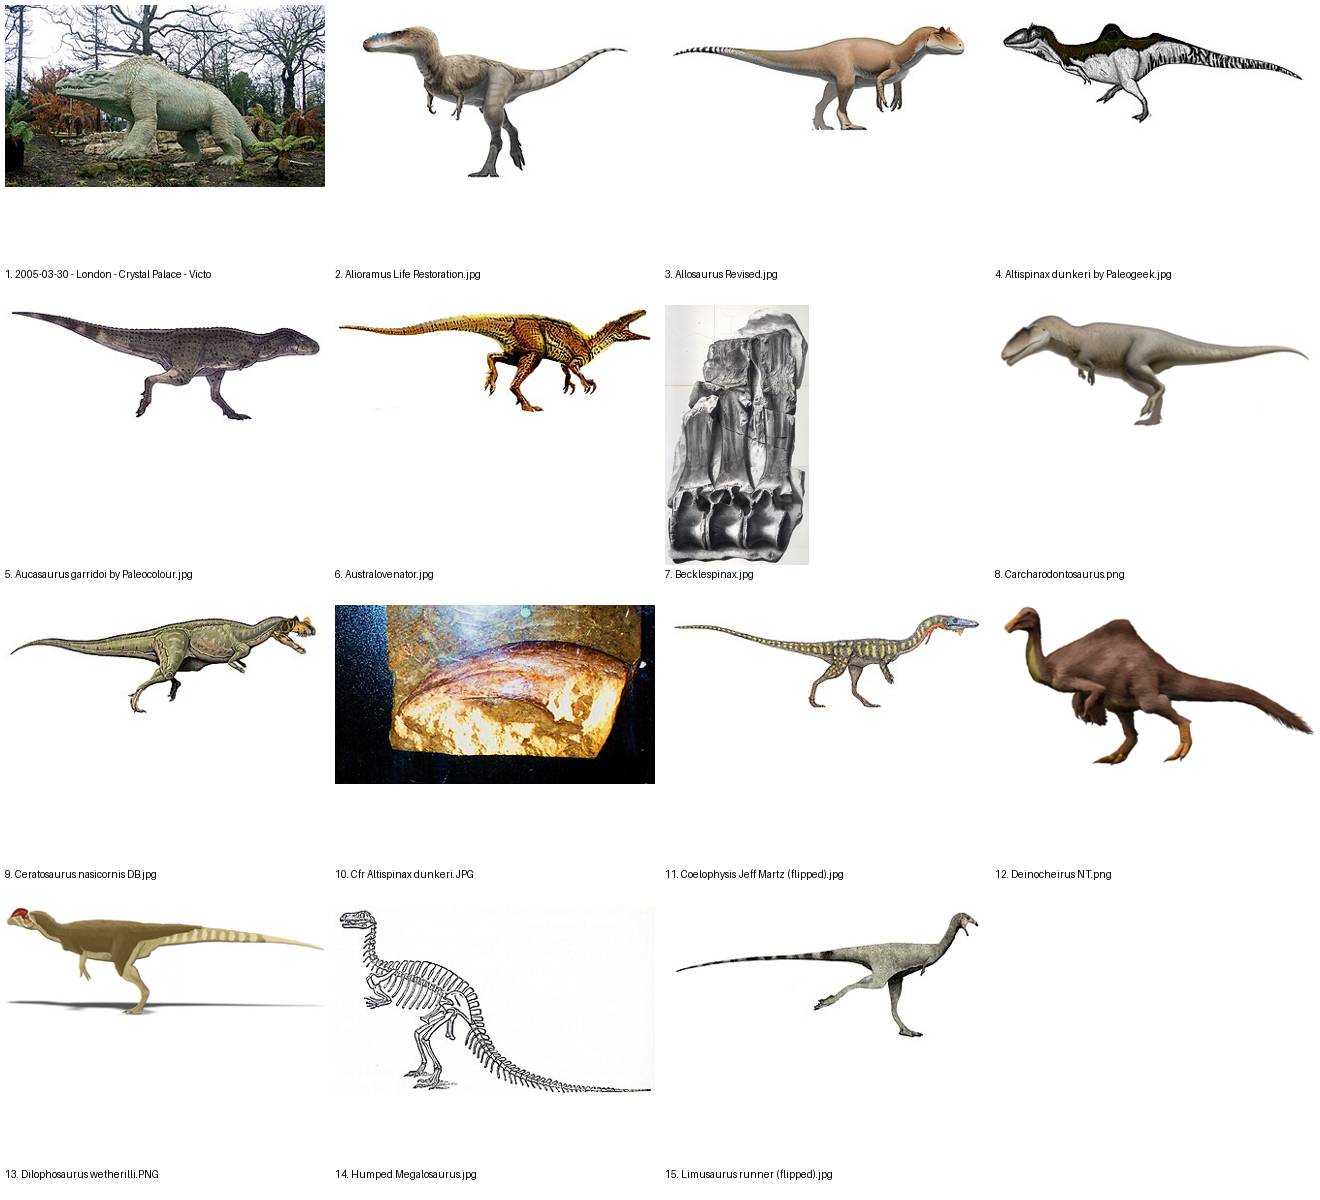 1. 2005-03-30 - London - Crystal Palace - Victo
2. Alioramus Life Restoration.jpg
3. Allosaurus Revised.jpg
4. Altispinax dunkeri by Paleogeek.jpg
5. Aucasaurus garridoi by Paleocolour.jpg
6. Australovenator.jpg
7. Becklespinax.jpg
8. Carcharodontosaurus.png
9. Ceratosaurus nasicornis DB.jpg
10. Cfr Altispinax dunkeri.JPG
11. Coelophysis Jeff Martz (flipped).jpg
12. Deinocheirus NT.png
13. Dilophosaurus wetherilli.PNG
14. Humped Megalosaurus.jpg
15. Limusaurus runner (flipped).jpg